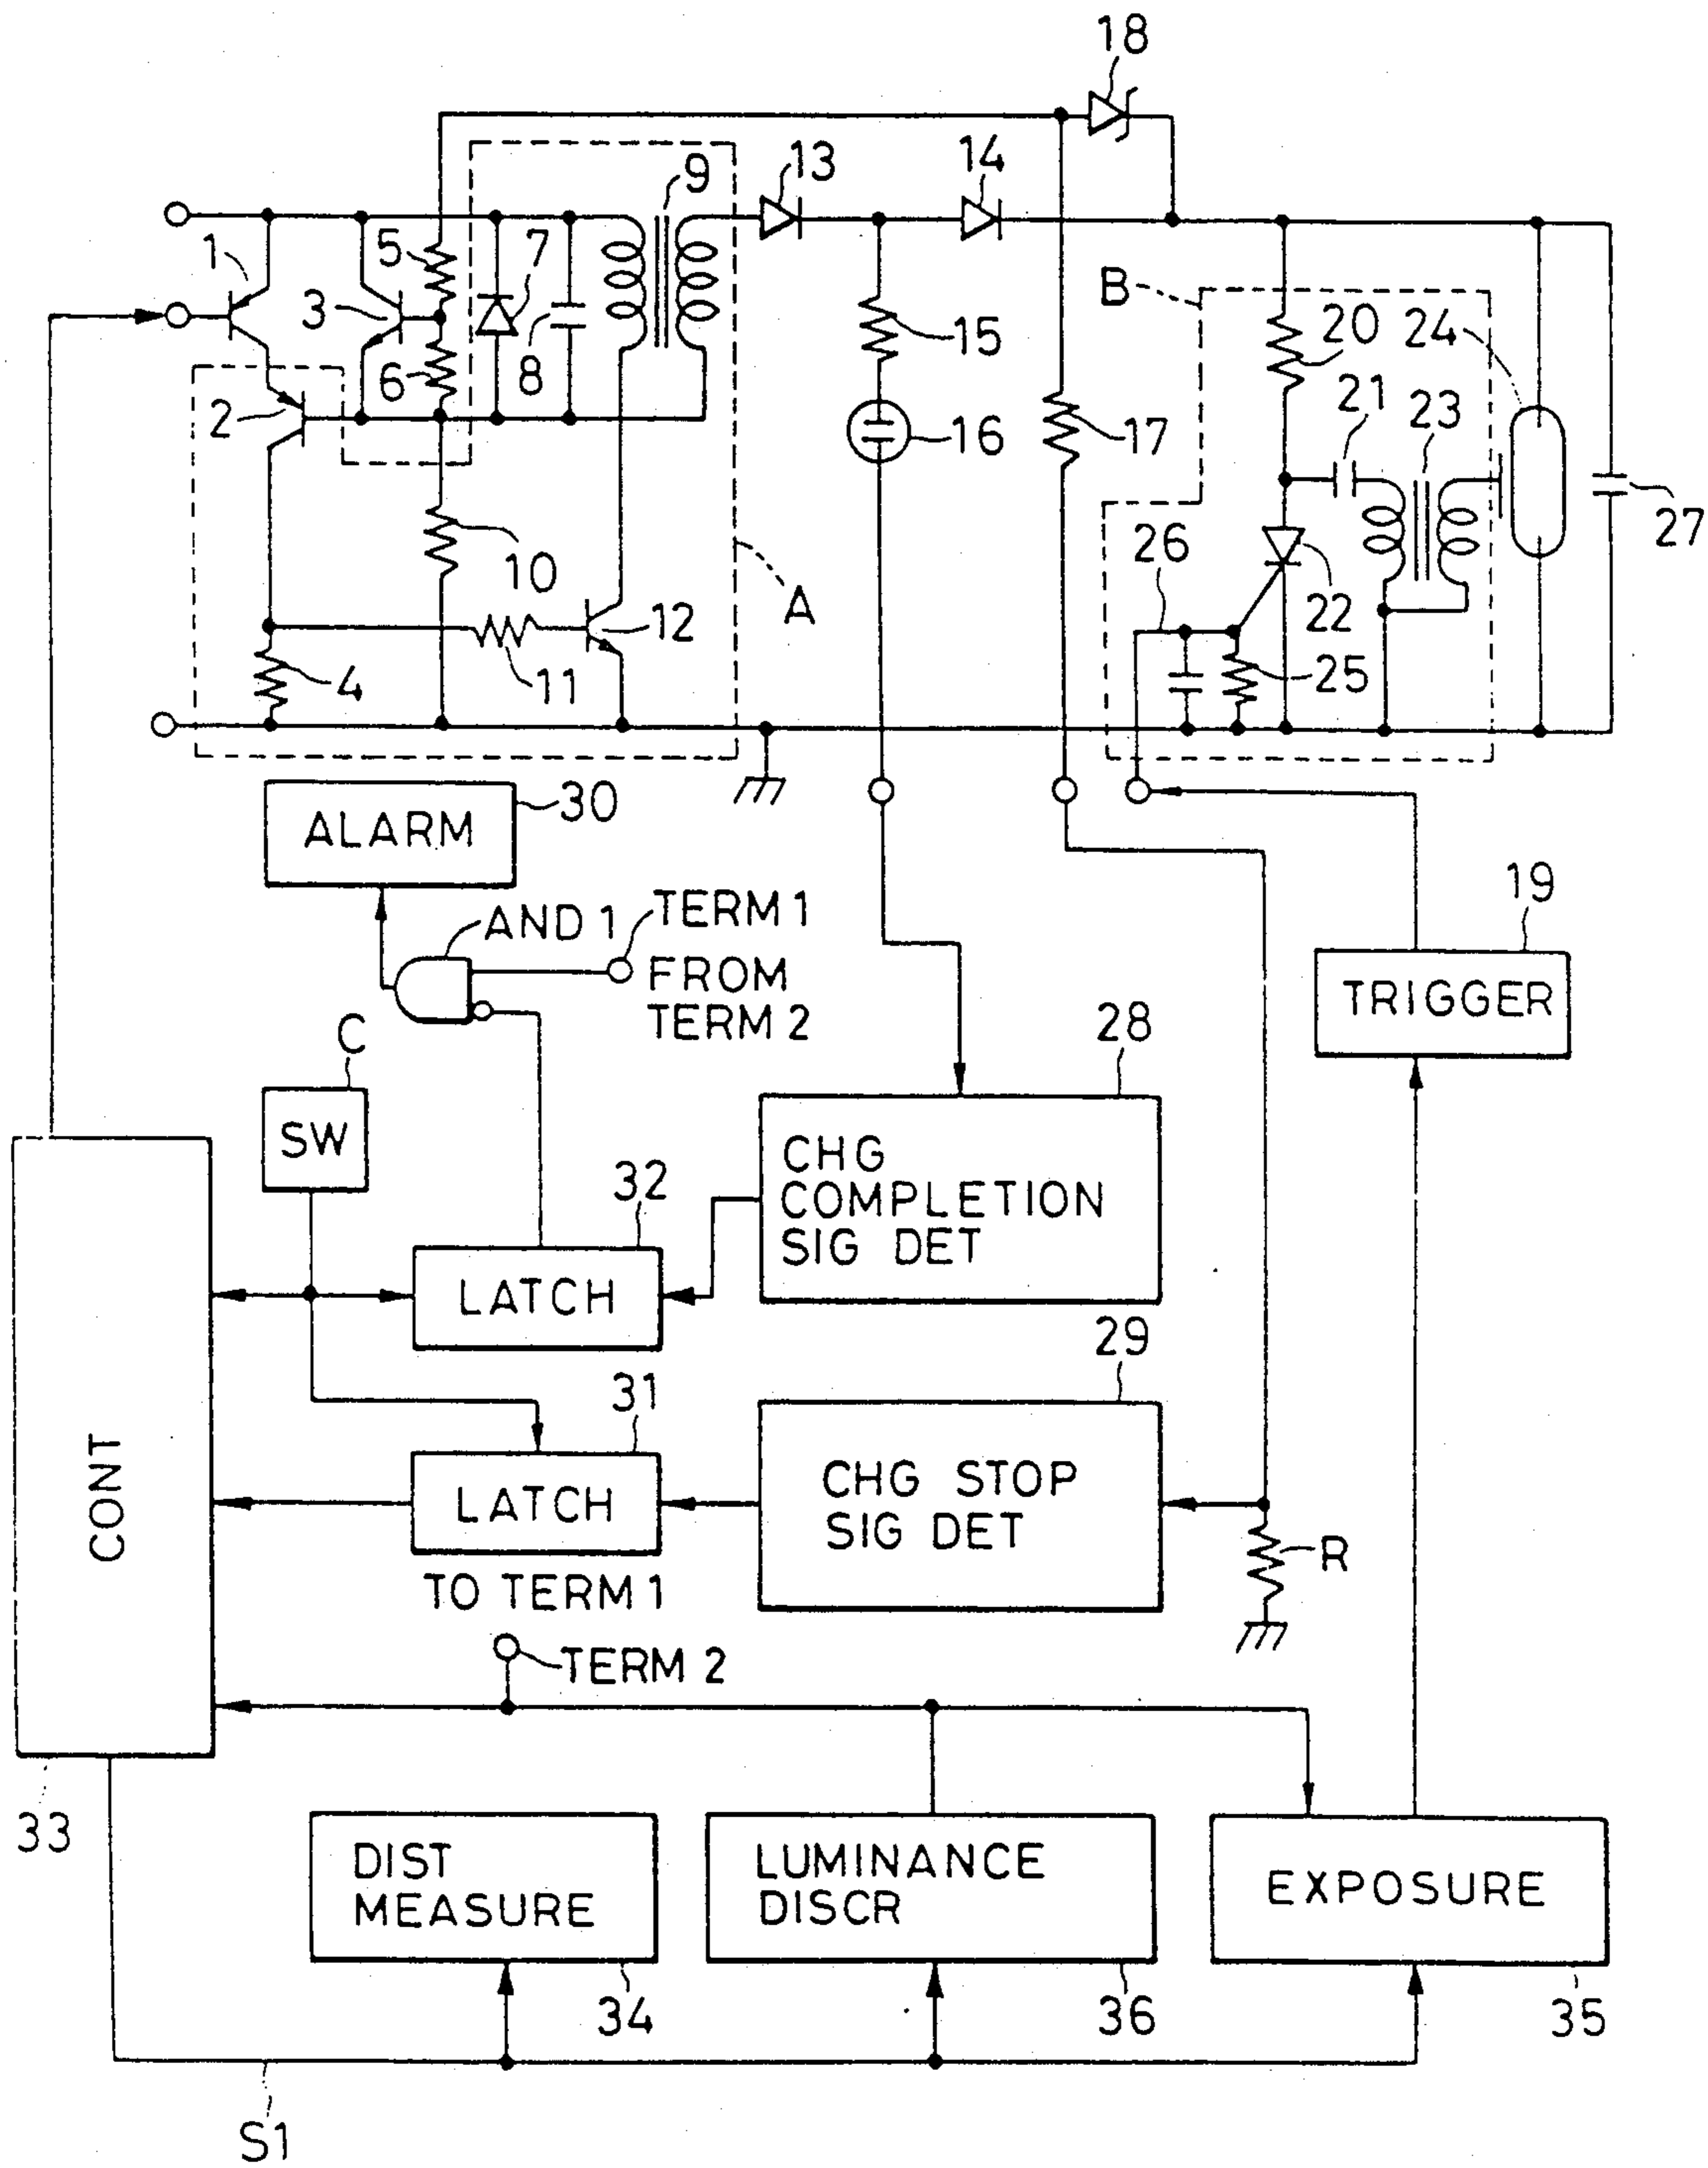 18
13
14
9
1
5
7
3
8
6
2
15
16
17
B
20
24
21
23
27
10
A
26
22
12
11
4
25
ALARM
30
AND 1
TERM 1
FROM
TERM 2
19
TRIGGER
C
SW
28
CHG
COMPLETION
SIG DET
32
LATCH
29
31
LATCH
CHG STOP
SIG DET
R
TO TERM 1
TERM 2
CONT
33
DIST
MEASURE
LUMINANCE
DISCR
EXPOSURE
34
36
35
S1